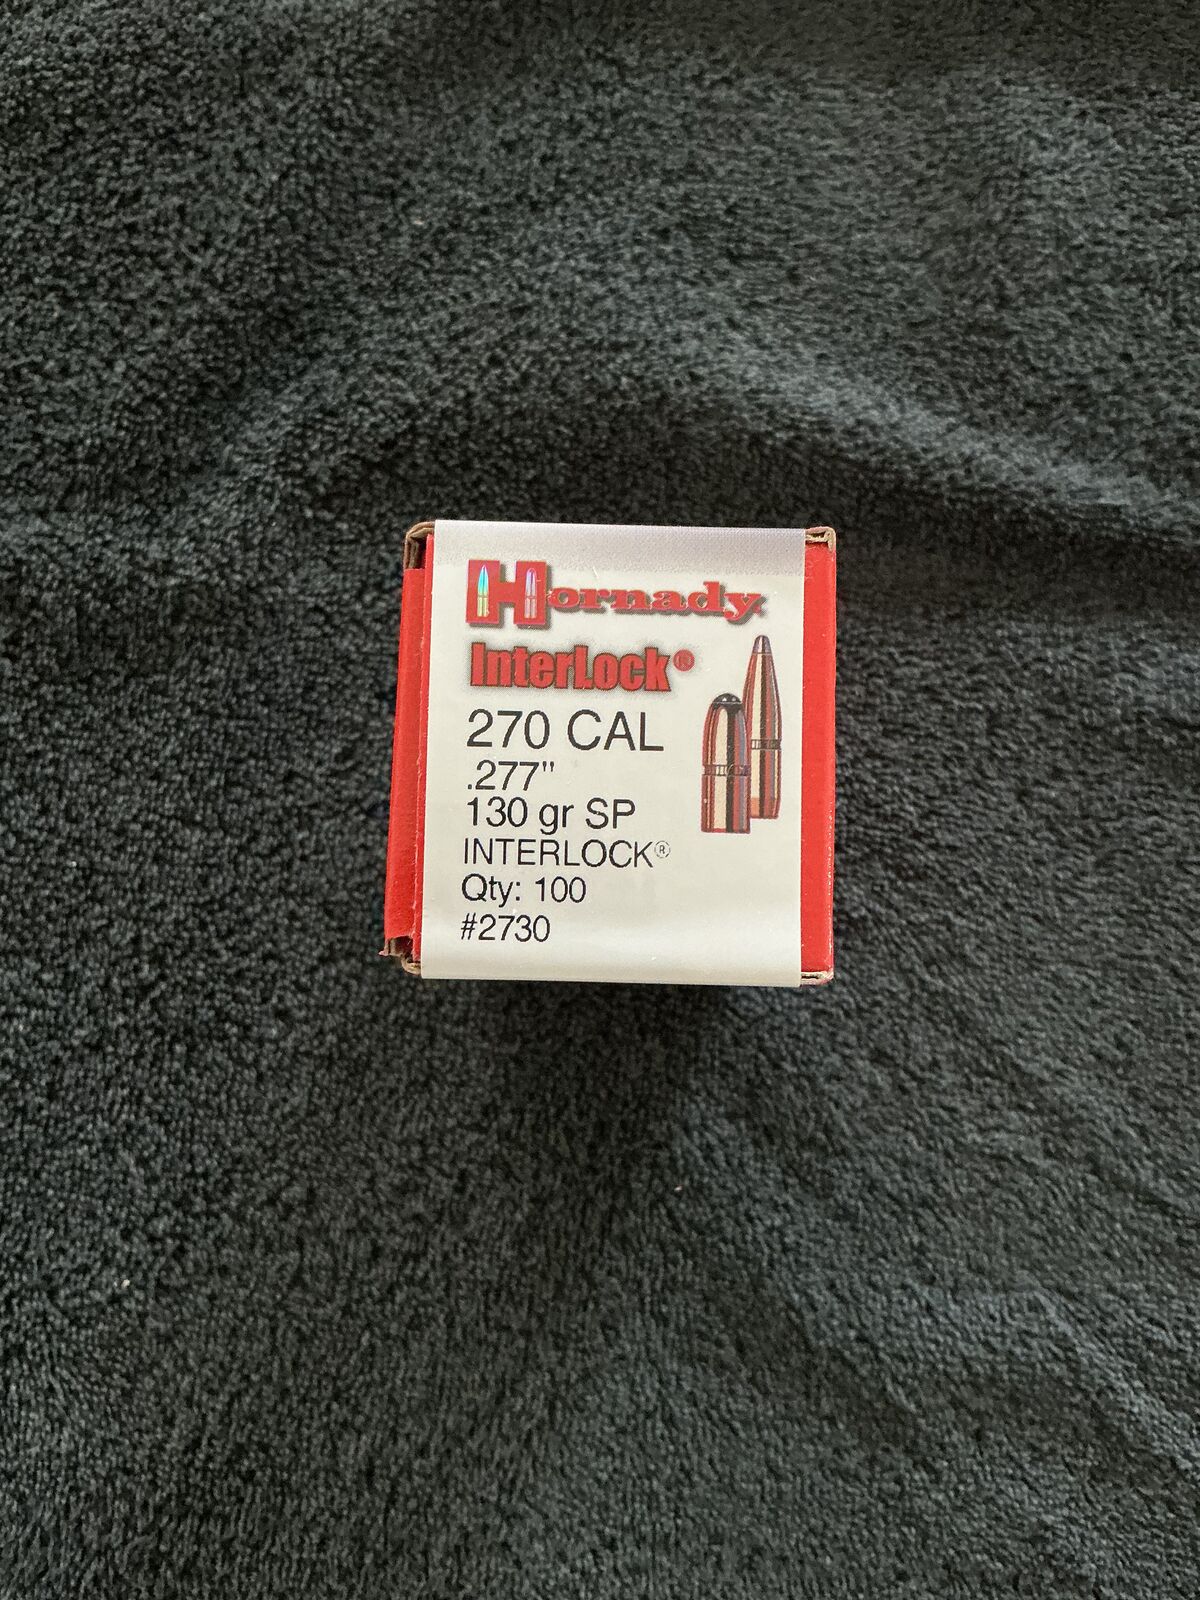 Hornady
InterLock®
270 CAL
.277"
130 gr SP
INTERLOCK®
Qty: 100
#2730